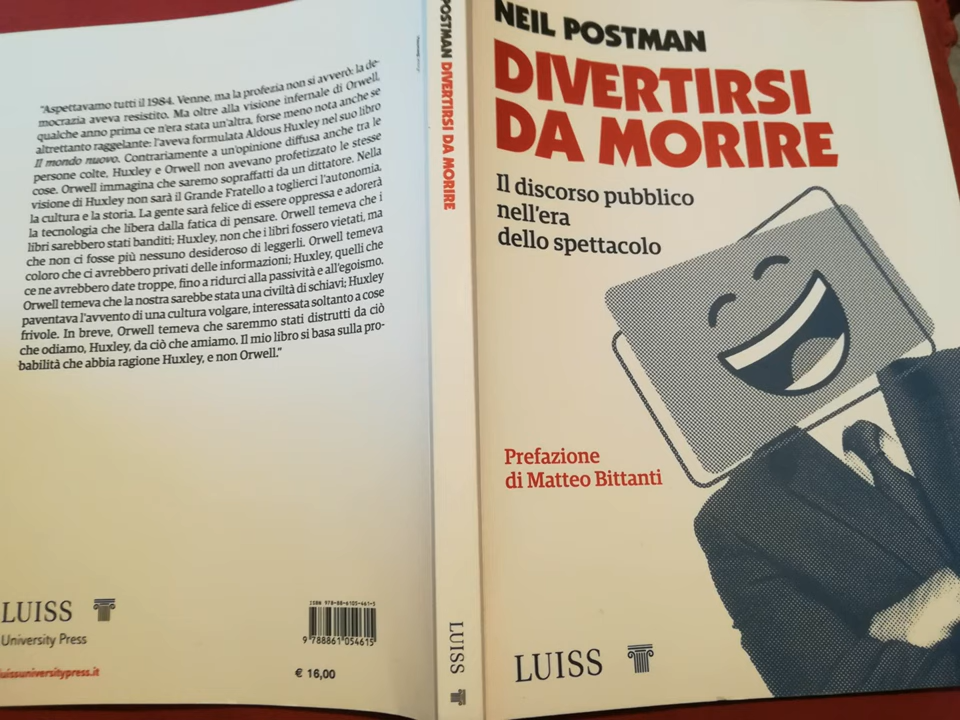 "Aspettavamo tutti il 1984. Venne, ma la profezia non si avverò: la de-
mocrazia aveva resistito. Ma oltre alla visione infernale di Orwell,
qualche anno prima ce n'era stata un'altra, forse meno nota anche se
altrettanto raggelante: l'aveva formulata Aldous Huxley nel suo libro
Il mondo nuovo. Contrariamente a un'opinione diffusa anche tra le
persone colte, Huxley e Orwell non avevano profetizzato le stesse
cose. Orwell immagina che saremo sopraffatti da un dittatore. Nella
visione di Huxley non sarà il Grande Fratello a toglierci l'autonomia,
la cultura e la storia. La gente sarà felice di essere oppressa e adorerà
la tecnologia che libera dalla fatica di pensare. Orwell temeva che i
libri sarebbero stati banditi; Huxley, non che i libri fossero vietati, ma
che non ci fosse più nessuno desideroso di leggerli. Orwell temeva
coloro che ci avrebbero privati delle informazioni; Huxley, quelli che
ce ne avrebbero date troppe, fino a ridurci alla passività e all'egoismo.
Orwell temeva che la nostra sarebbe stata una civiltà di schiavi; Huxley
paventava l'avvento di una cultura volgare, interessata soltanto a cose
frivole. In breve, Orwell temeva che saremmo stati distrutti da ciò
che odiamo, Huxley, da ciò che amiamo. Il mio libro si basa sulla pro-
babilità che abbia ragione Huxley, e non Orwell."
LUISS
University Press
luissuniversitypress.it
ISBN 978-88-6105-461-5
9 788861 054615
€ 16,00
POSTMAN DIVERTIRSI DA MORIRE
LUISS
NEIL POSTMAN
DIVERTIRSI
DA MORIRE
Il discorso pubblico
nell'era
dello spettacolo
Prefazione
di Matteo Bittanti
LUISS